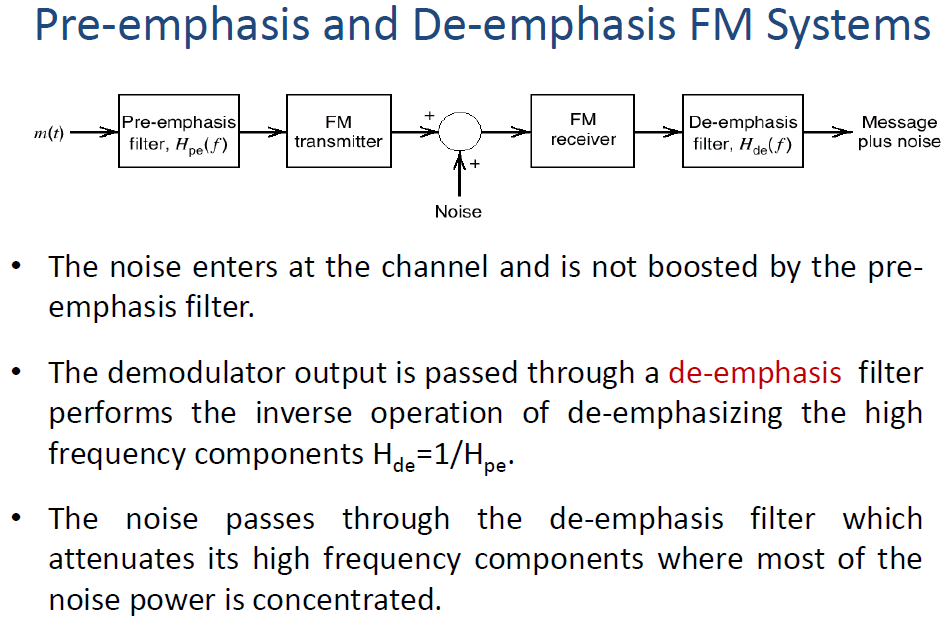 Pre-emphasis and De-emphasis FM Systems
m(t)
Pre-emphasis
filter, Hpe(f)
FM
transmitter
+
+
Noise
FM
receiver
De-emphasis
filter, Hde(f)
Message
plus noise
• The noise enters at the channel and is not boosted by the pre-
emphasis filter.
• The demodulator output is passed through a de-emphasis filter
performs the inverse operation of de-emphasizing the high
frequency components Hde=1/Hpe.
• The noise passes through the de-emphasis filter which
attenuates its high frequency components where most of the
noise power is concentrated.